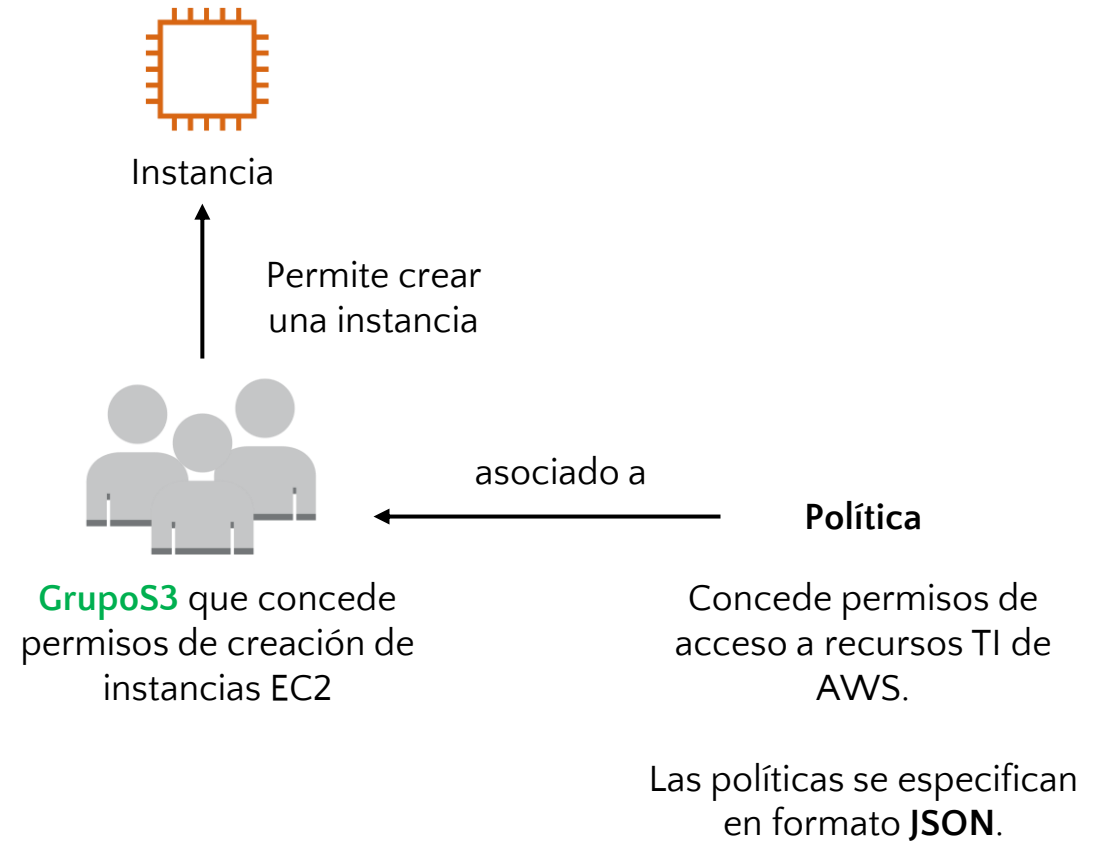 Instancia
Permite crear
una instancia
asociado a
Política
GrupoS3 que concede
permisos de creación de
instancias EC2
Concede permisos de
acceso a recursos TI de
AWS.
Las políticas se especifican
en formato JSON.